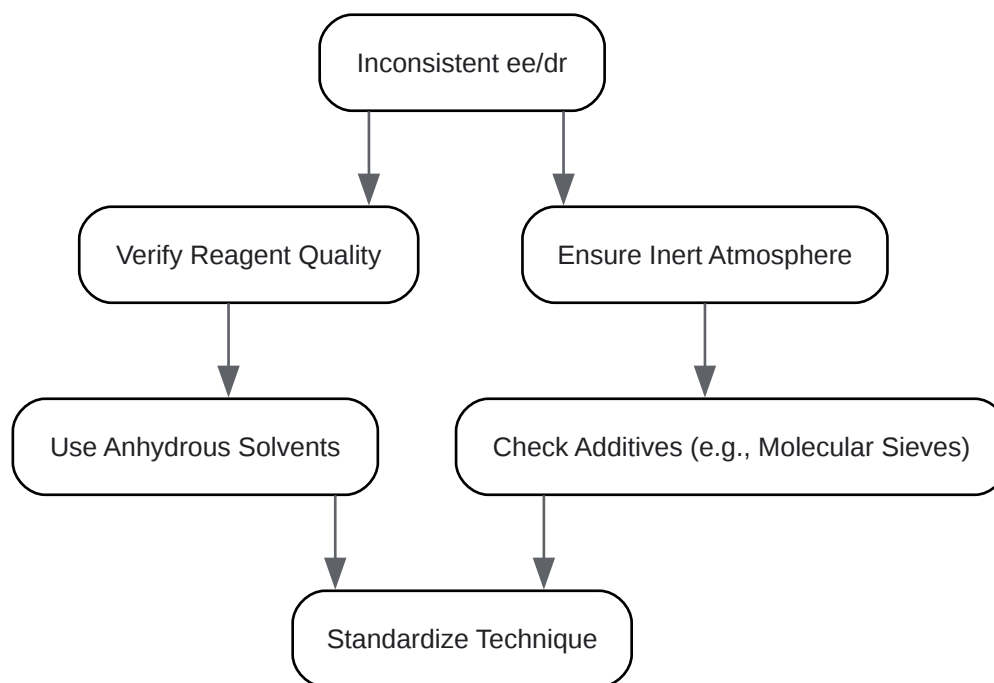 Inconsistent ee/dr
Verify Reagent Quality
Ensure Inert Atmosphere
Use Anhydrous Solvents
Check Additives (e.g., Molecular Sieves)
Standardize Technique